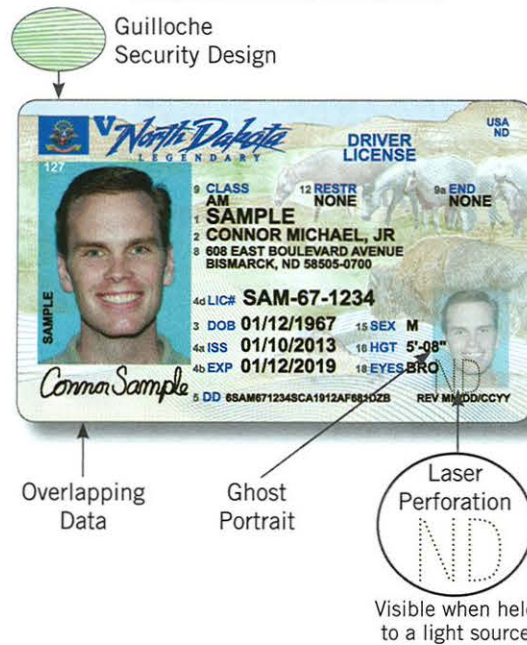 Guilloche
Security Design
North Dakota
LEGENDARY
DRIVER
LICENSE
USA
ND
127
9 CLASS
AM
12 RESTR
NONE
9a END
NONE
1 SAMPLE
2 CONNOR MICHAEL, JR
8 608 EAST BOULEVARD AVENUE
BISMARCK, ND 58505-0700
4d LIC# SAM-67-1234
3 DOB 01/12/1967 15 SEX M
4a ISS 01/10/2013 16 HGT 5'-08"
4b EXP 01/12/2019 18 EYES BRO
SAMPLE
ND
Connor Sample
5 DD 6SAM671234SCA1912AF681DZB REV MM/DD/CCYY
Overlapping
Data
Ghost
Portrait
Laser
Perforation
ND
Visible when held
to a light source